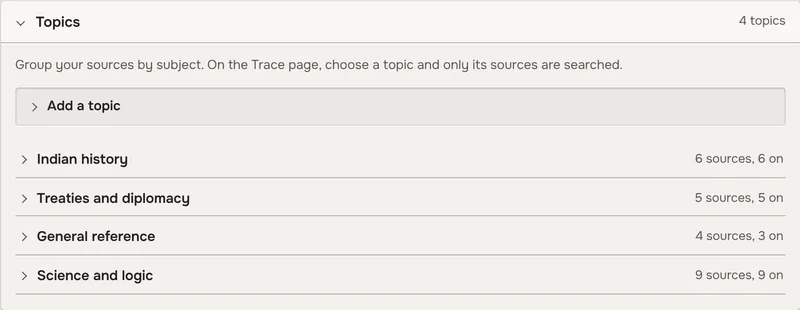 Topics
4 topics
Group your sources by subject. On the Trace page, choose a topic and only its sources are searched.
Add a topic
Indian history
6 sources, 6 on
Treaties and diplomacy
5 sources, 5 on
General reference
4 sources, 3 on
Science and logic
9 sources, 9 on